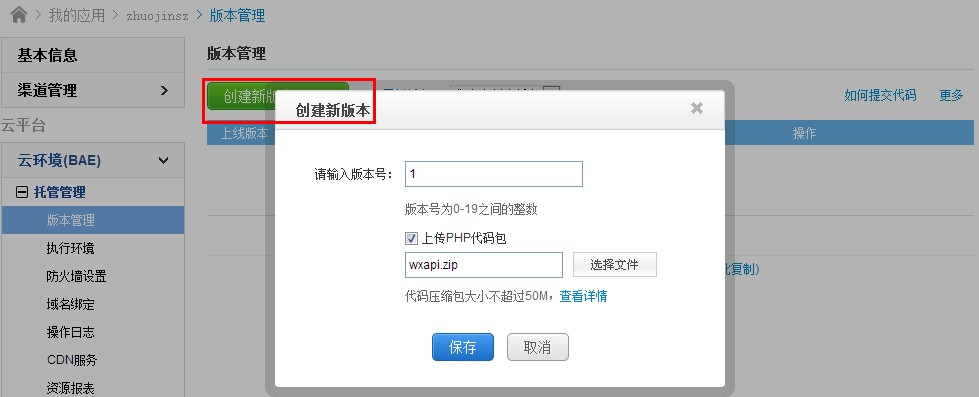 我的应用 > zhuojinsz > 版本管理
基本信息
渠道管理
云平台
云环境(BAE)
托管管理
版本管理
执行环境
防火墙设置
域名绑定
操作日志
CDN服务
资源报表
版本管理
创建新版
如何提交代码 更多
上线版本 操作
复制)
创建新版本
请输入版本号: 1
版本号为0-19之间的整数
上传PHP代码包
wxapi.zip 选择文件
代码压缩包大小不超过50M，查看详情
保存 取消